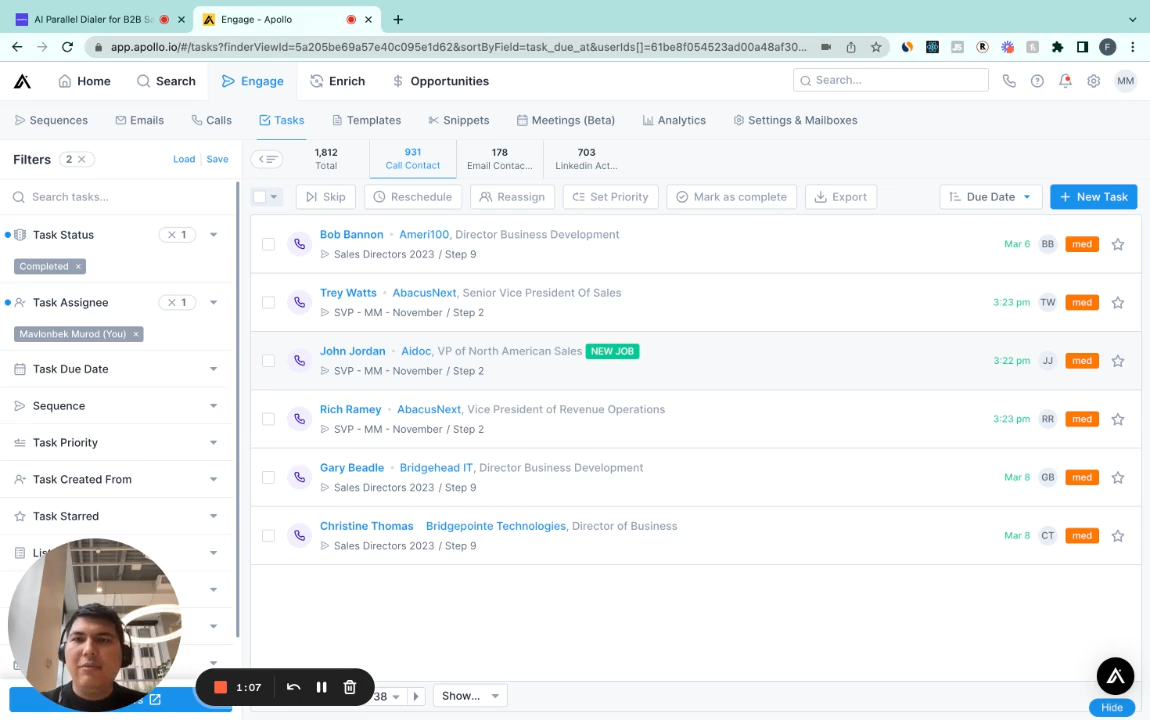 AI Parallel Dialer for B2B Sa
Engage - Apollo
app.apollo.io/#/tasks?finderViewId=5a205be69a57e40c095e1d62&sortByField=task_due_at&userIds[]=61be8f054523ad00a48af30...
F
Home
Search
Engage
Enrich
Opportunities
Search...
MM
Sequences
Emails
Calls
Tasks
Templates
Snippets
Meetings (Beta)
Analytics
Settings & Mailboxes
Filters
2
Load
Save
1,812
Total
931
Call Contact
178
Email Contac...
703
Linkedin Act...
Search tasks...
Skip
Reschedule
Reassign
Set Priority
Mark as complete
Export
Due Date
New Task
Task Status
1
Completed
Task Assignee
1
Mavlonbek Murod (You)
Task Due Date
Sequence
Task Priority
Task Created From
Task Starred
Bob Bannon • Ameri100, Director Business Development
Sales Directors 2023 / Step 9
Mar 6
BB
med
Trey Watts • AbacusNext, Senior Vice President Of Sales
SVP - MM - November / Step 2
3:23 pm
TW
med
John Jordan • Aidoc, VP of North American Sales NEW JOB
SVP - MM - November / Step 2
3:22 pm
JJ
med
Rich Ramey • AbacusNext, Vice President of Revenue Operations
SVP - MM - November / Step 2
3:23 pm
RR
med
Gary Beadle • Bridgehead IT, Director Business Development
Sales Directors 2023 / Step 9
Mar 8
GB
med
Christine Thomas Bridgepointe Technologies, Director of Business
Sales Directors 2023 / Step 9
Mar 8
CT
med
1:07
38
Show...
Hide